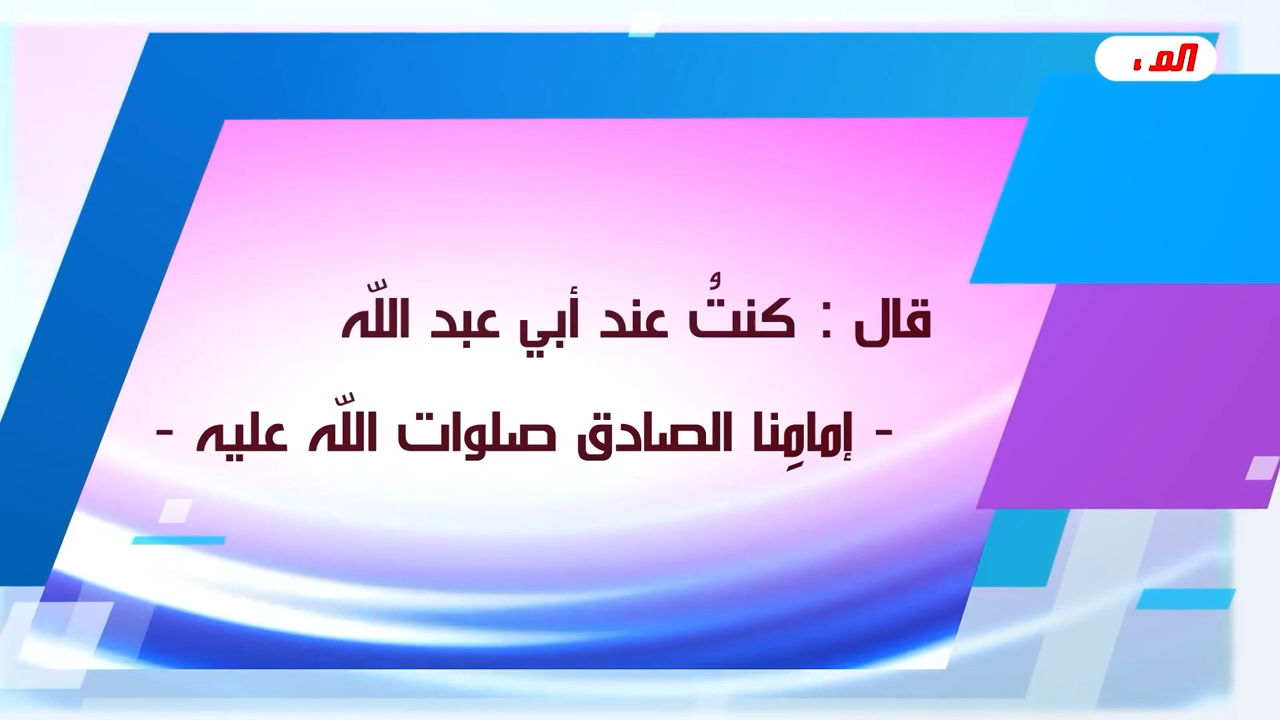 قال : كنتُ عند أبي عبد اللّه
- إمامِنا الصادق صلوات اللّه عليه -